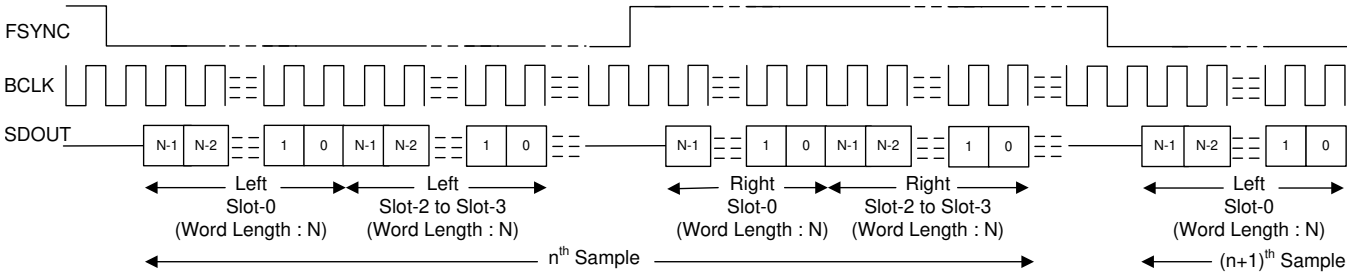 FSYNC
BCLK
SDOUT
N-1 N-2 1 0 N-1 N-2 1 0 N-1 1 0 N-1 N-2 1 0 N-1 N-2 1 0
Left Left Right Right Left
Slot-0 Slot-2 to Slot-3 Slot-0 Slot-2 to Slot-3 Slot-0
(Word Length : N) (Word Length : N) (Word Length : N) (Word Length : N) (Word Length : N)
nth Sample (n+1)th Sample